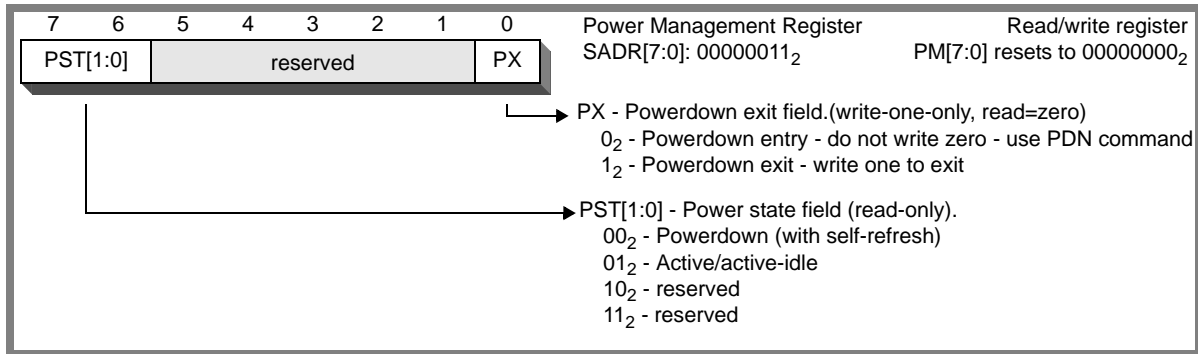 7 6 5 4 3 2 1 0
PST[1:0] reserved PX
Power Management Register
SADR[7:0]: 00000011₂
Read/write register
PM[7:0] resets to 00000000₂
PX - Powerdown exit field.(write-one-only, read=zero)
0₂ - Powerdown entry - do not write zero - use PDN command
1₂ - Powerdown exit - write one to exit
PST[1:0] - Power state field (read-only).
00₂ - Powerdown (with self-refresh)
01₂ - Active/active-idle
10₂ - reserved
11₂ - reserved